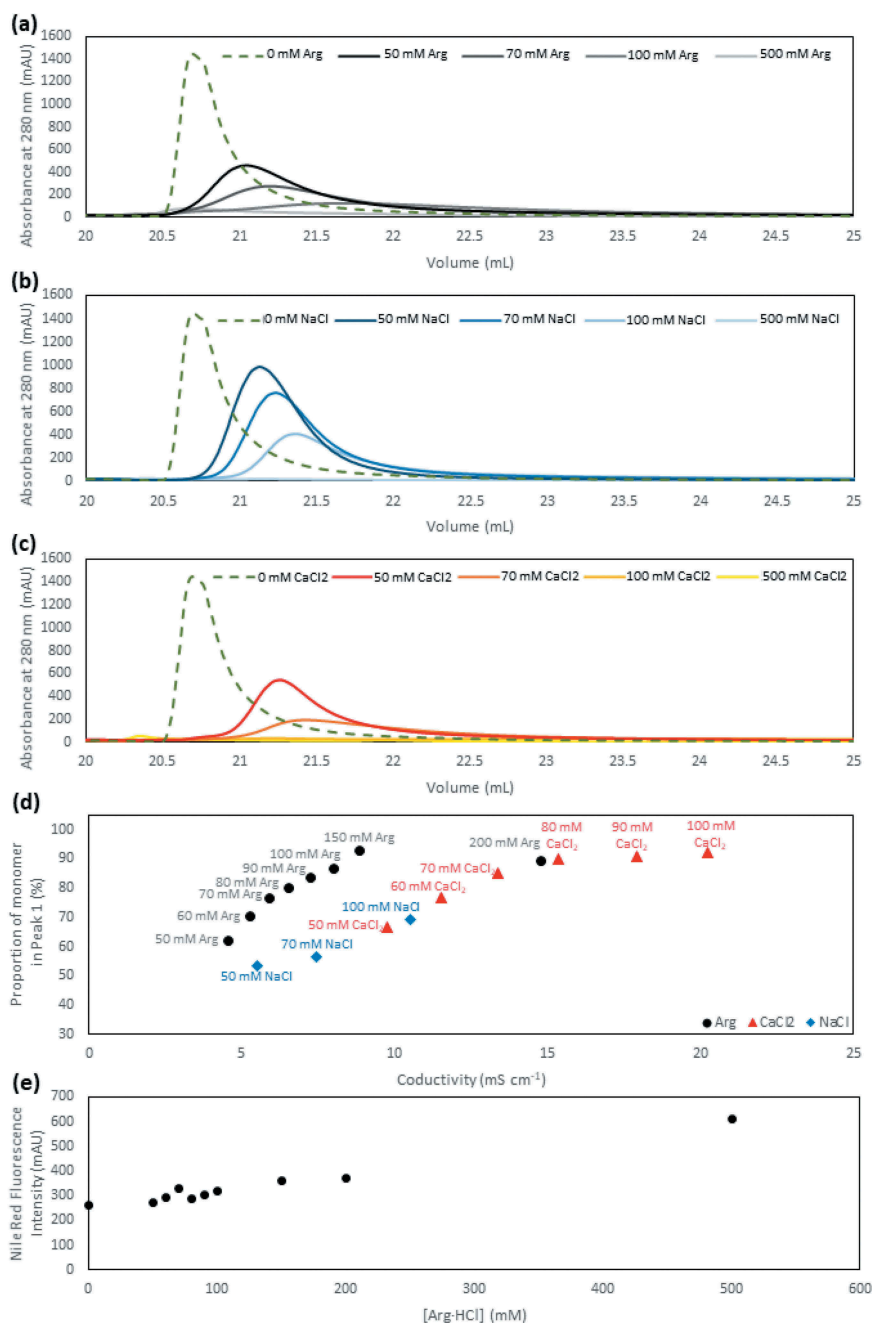 (a)
1600
1400
1200
1000
800
600
400
200
0
Absorbance at 280 nm (mAU)
0 mM Arg 50 mM Arg 70 mM Arg 100 mM Arg 500 mM Arg
20 20.5 21 21.5 22 22.5 23 23.5 24 24.5 25
Volume (mL)
(b)
1600
1400
1200
1000
800
600
400
200
0
Absorbance at 280 nm (mAU)
0 mM NaCl 50 mM NaCl 70 mM NaCl 100 mM NaCl 500 mM NaCl
20 20.5 21 21.5 22 22.5 23 23.5 24 24.5 25
Volume (mL)
(c)
1600
1400
1200
1000
800
600
400
200
0
Absorbance at 280 nm (mAU)
0 mM CaCl2 50 mM CaCl2 70 mM CaCl2 100 mM CaCl2 500 mM CaCl2
20 20.5 21 21.5 22 22.5 23 23.5 24 24.5 25
Volume (mL)
(d)
100
90
80
70
60
50
40
30
Proportion of monomer
in Peak 1 (%)
150 mM Arg
100 mM Arg
90 mM Arg
80 mM Arg
70 mM Arg
60 mM Arg
50 mM Arg
200 mM Arg
80 mM
CaCl₂
90 mM
CaCl₂
100 mM
CaCl₂
70 mM CaCl₂
60 mM CaCl₂
50 mM CaCl₂
100 mM NaCl
70 mM NaCl
50 mM NaCl
Arg CaCl2 NaCl
0 5 10 15 20 25
Coductivity (mS cm⁻¹)
(e)
700
600
500
400
300
200
100
0
Nile Red Fluorescence
Intensity (mAU)
0 100 200 300 400 500 600
[Arg·HCl] (mM)